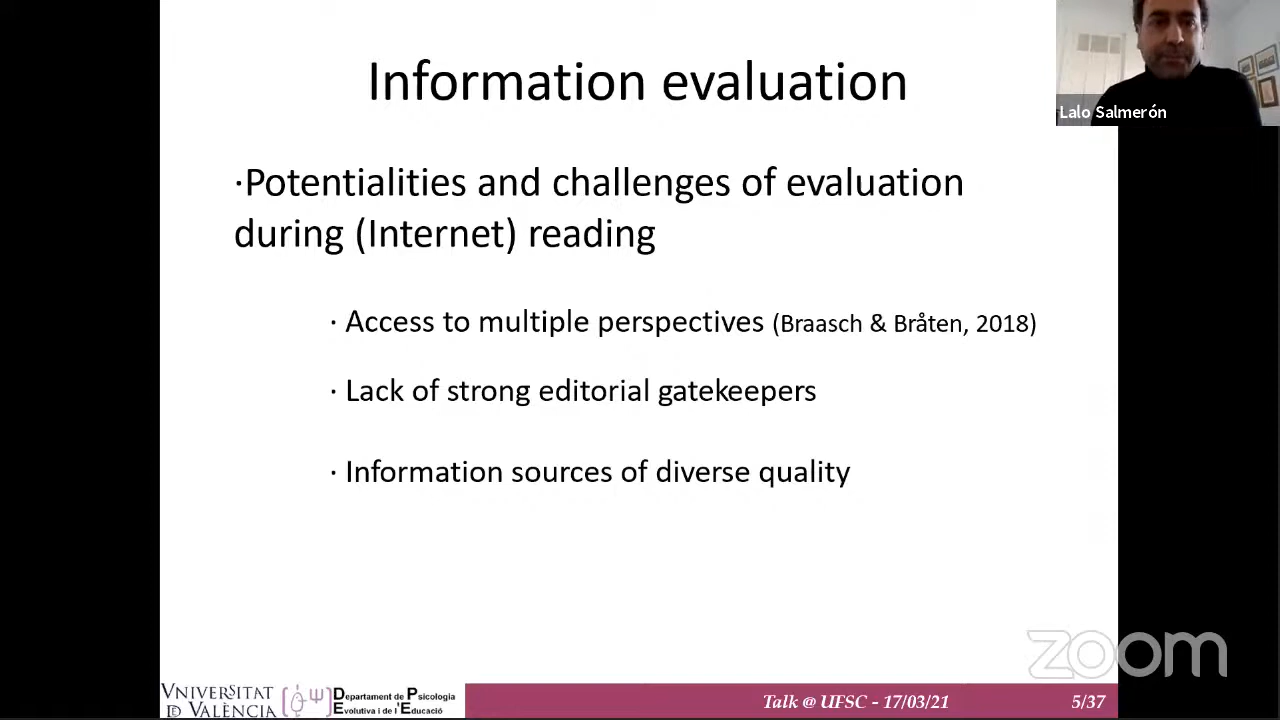 Information evaluation
Lalo Salmerón
·Potentialities and challenges of evaluation
during (Internet) reading
· Access to multiple perspectives (Braasch & Bråten, 2018)
· Lack of strong editorial gatekeepers
· Information sources of diverse quality
zoom
VNIVERSITAT
DE VALÈNCIA
Departament de Psicologia
Evolutiva i de l'Educació
Talk @ UFSC - 17/03/21
5/37